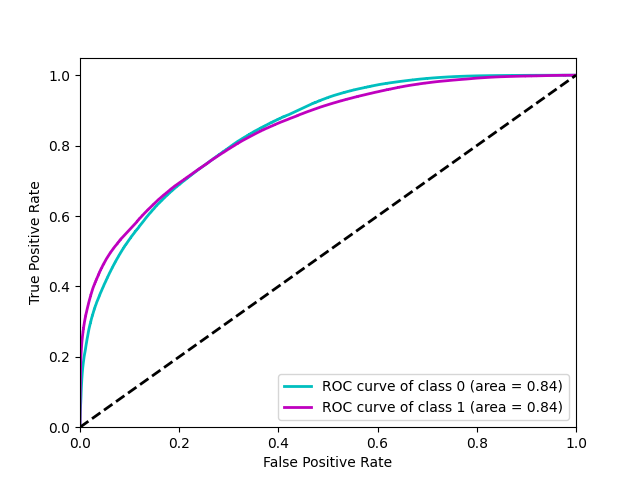 1.0
0.8
0.6
0.4
0.2
0.0
True Positive Rate
ROC curve of class 0 (area = 0.84)
ROC curve of class 1 (area = 0.84)
0.0 0.2 0.4 0.6 0.8 1.0
False Positive Rate